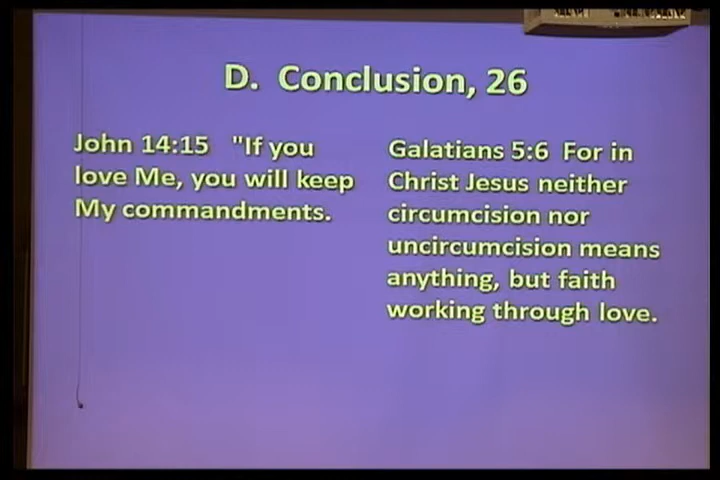 D. Conclusion, 26
John 14:15 "If you
love Me, you will keep
My commandments.
Galatians 5:6 For in
Christ Jesus neither
circumcision nor
uncircumcision means
anything, but faith
working through love.